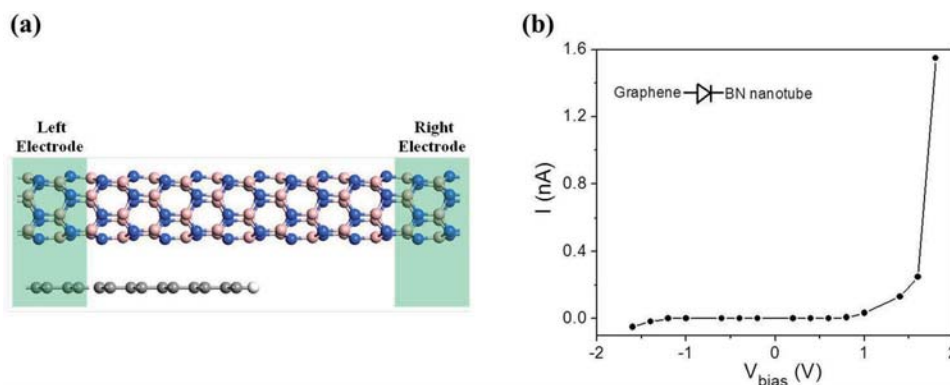 (a)
Left
Electrode
Right
Electrode
(b)
1.6
1.2
0.8
0.4
0.0
I (nA)
Graphene BN nanotube
-2 -1 0 1 2
V_bias (V)